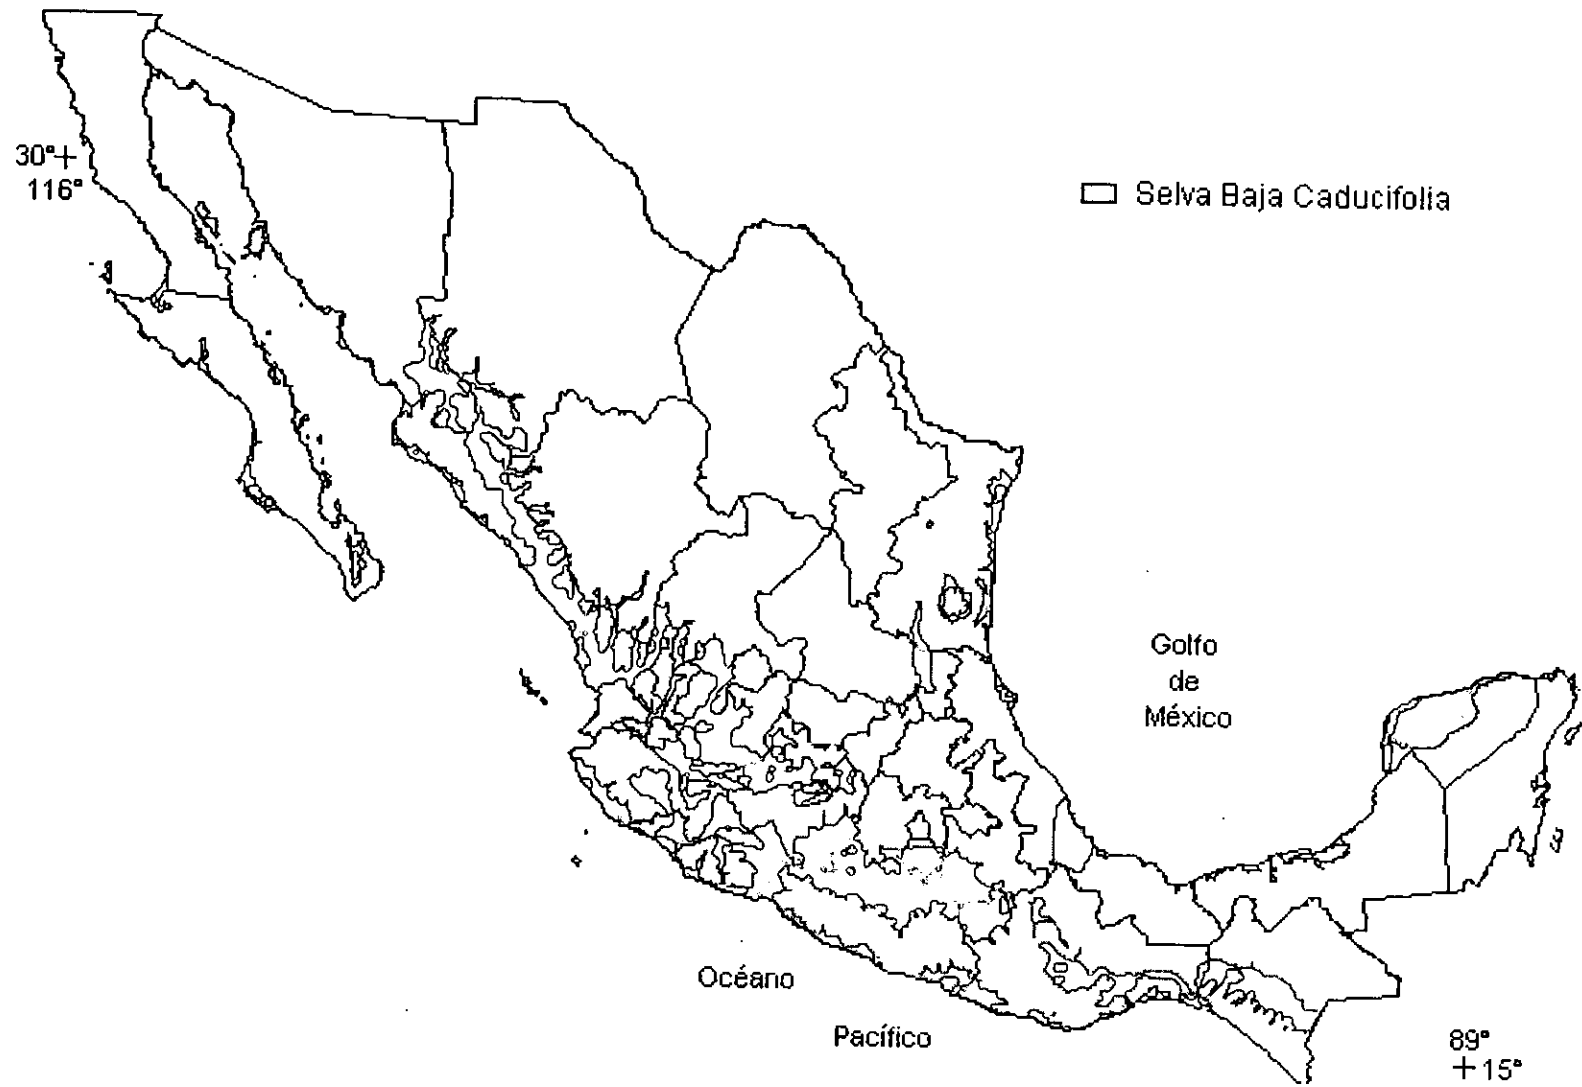 30°+
116°
Selva Baja Caducifolia
Golfo
de
México
Océano
Pacífico
89°
+15°